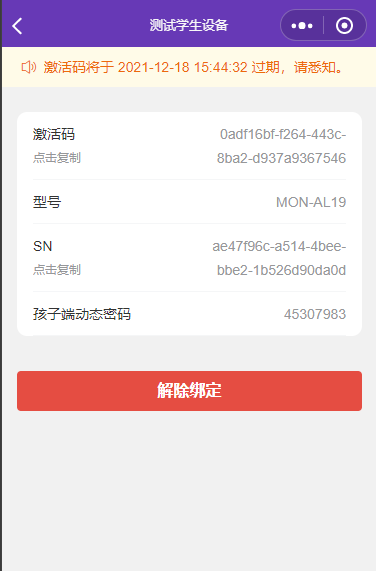 测试学生设备
激活码将于 2021-12-18 15:44:32 过期，请悉知。
激活码 0adf16bf-f264-443c-
点击复制 8ba2-d937a9367546
型号 MON-AL19
SN ae47f96c-a514-4bee-
点击复制 bbe2-1b526d90da0d
孩子端动态密码 45307983
解除绑定